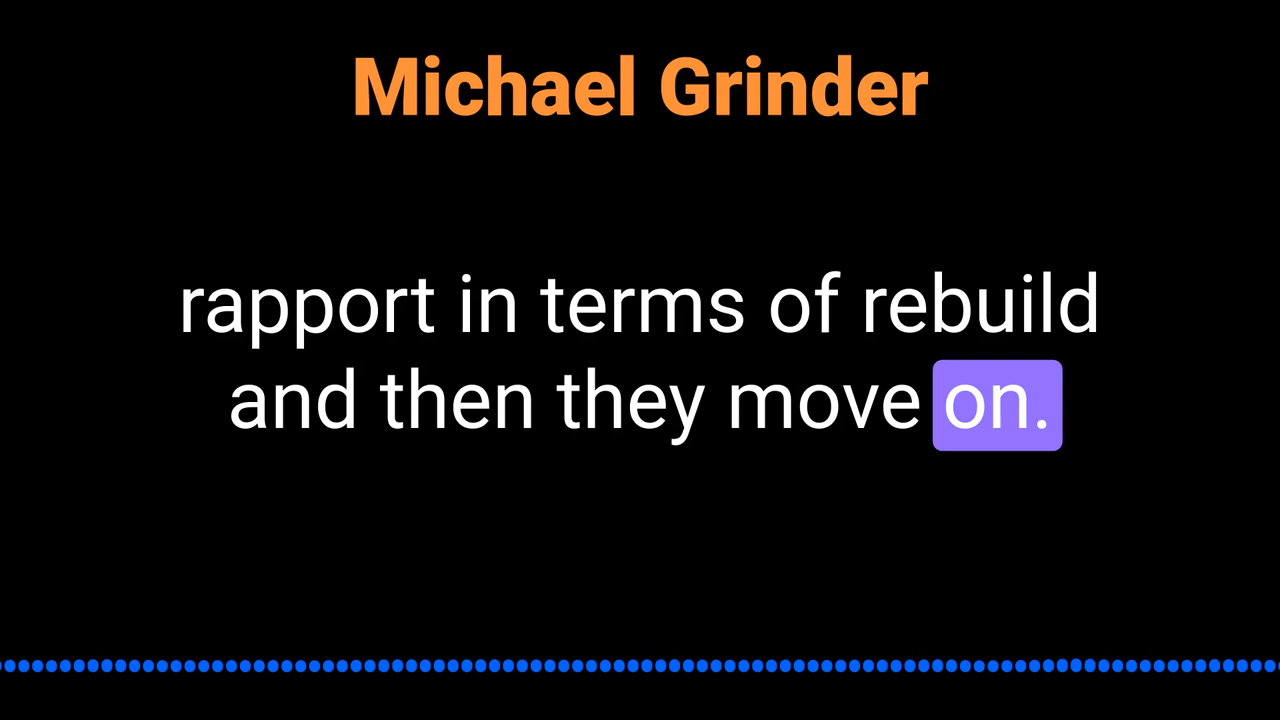 Michael Grinder
rapport in terms of rebuild
and then they move on.